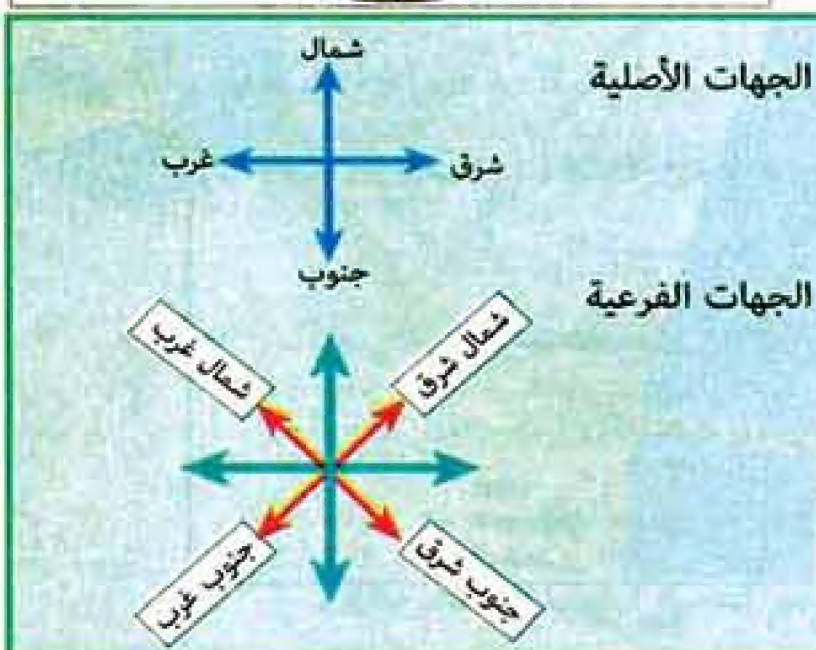 الجهات الأصلية
شمال
شرق
غرب
جنوب
الجهات الفرعية
شمال شرق
شمال غرب
جنوب شرق
جنوب غرب